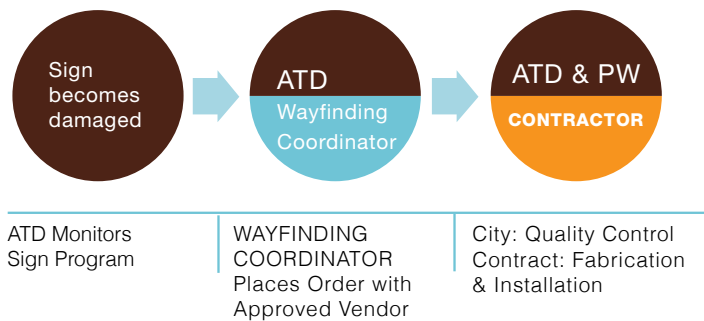 Sign
becomes
damaged
ATD
Wayfinding
Coordinator
ATD & PW
CONTRACTOR
ATD Monitors
Sign Program
WAYFINDING
COORDINATOR
Places Order with
Approved Vendor
City: Quality Control
Contract: Fabrication
& Installation